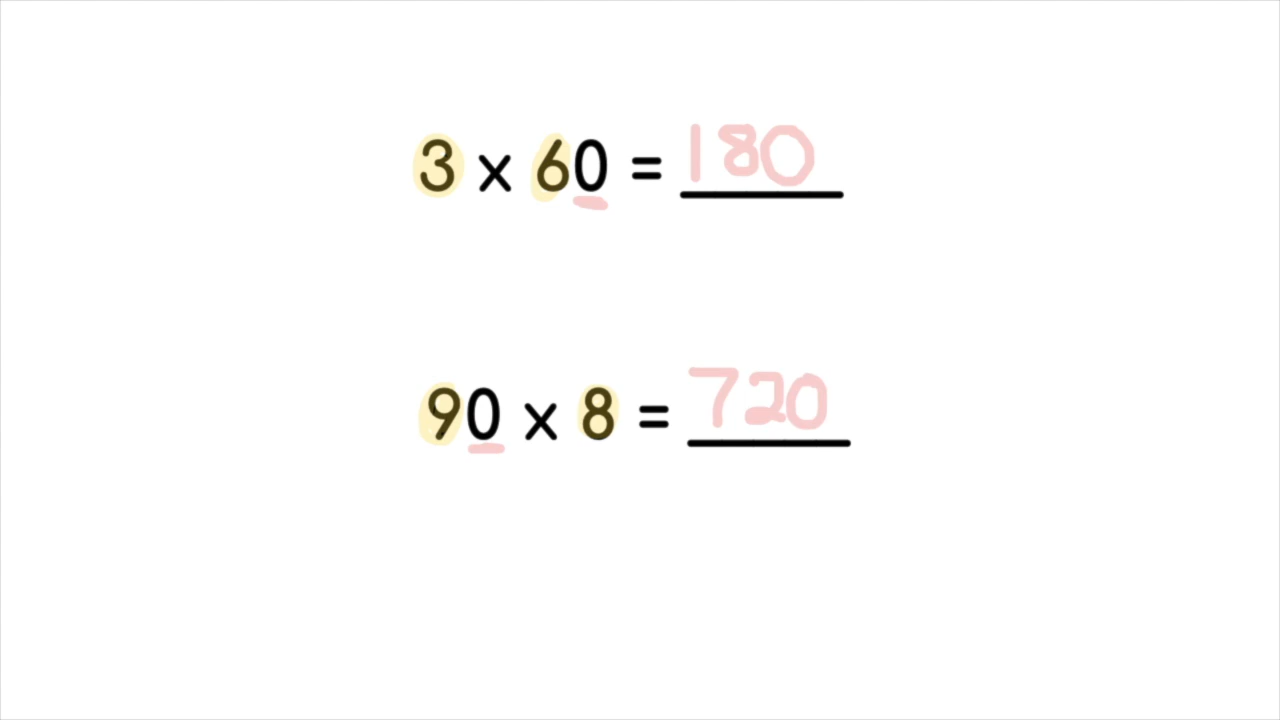 3 x 60 = 180
90 x 8 = 720